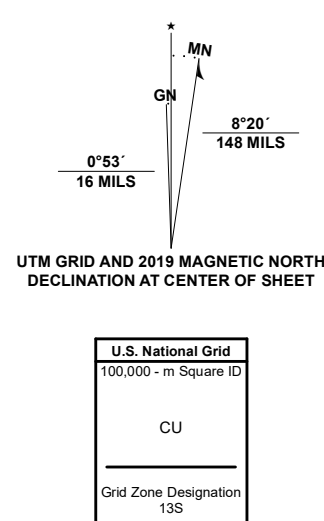 ★
MN
GN
8°20´
148 MILS
0°53´
16 MILS
UTM GRID AND 2019 MAGNETIC NORTH
DECLINATION AT CENTER OF SHEET
U.S. National Grid
100,000 - m Square ID
CU
Grid Zone Designation
13S